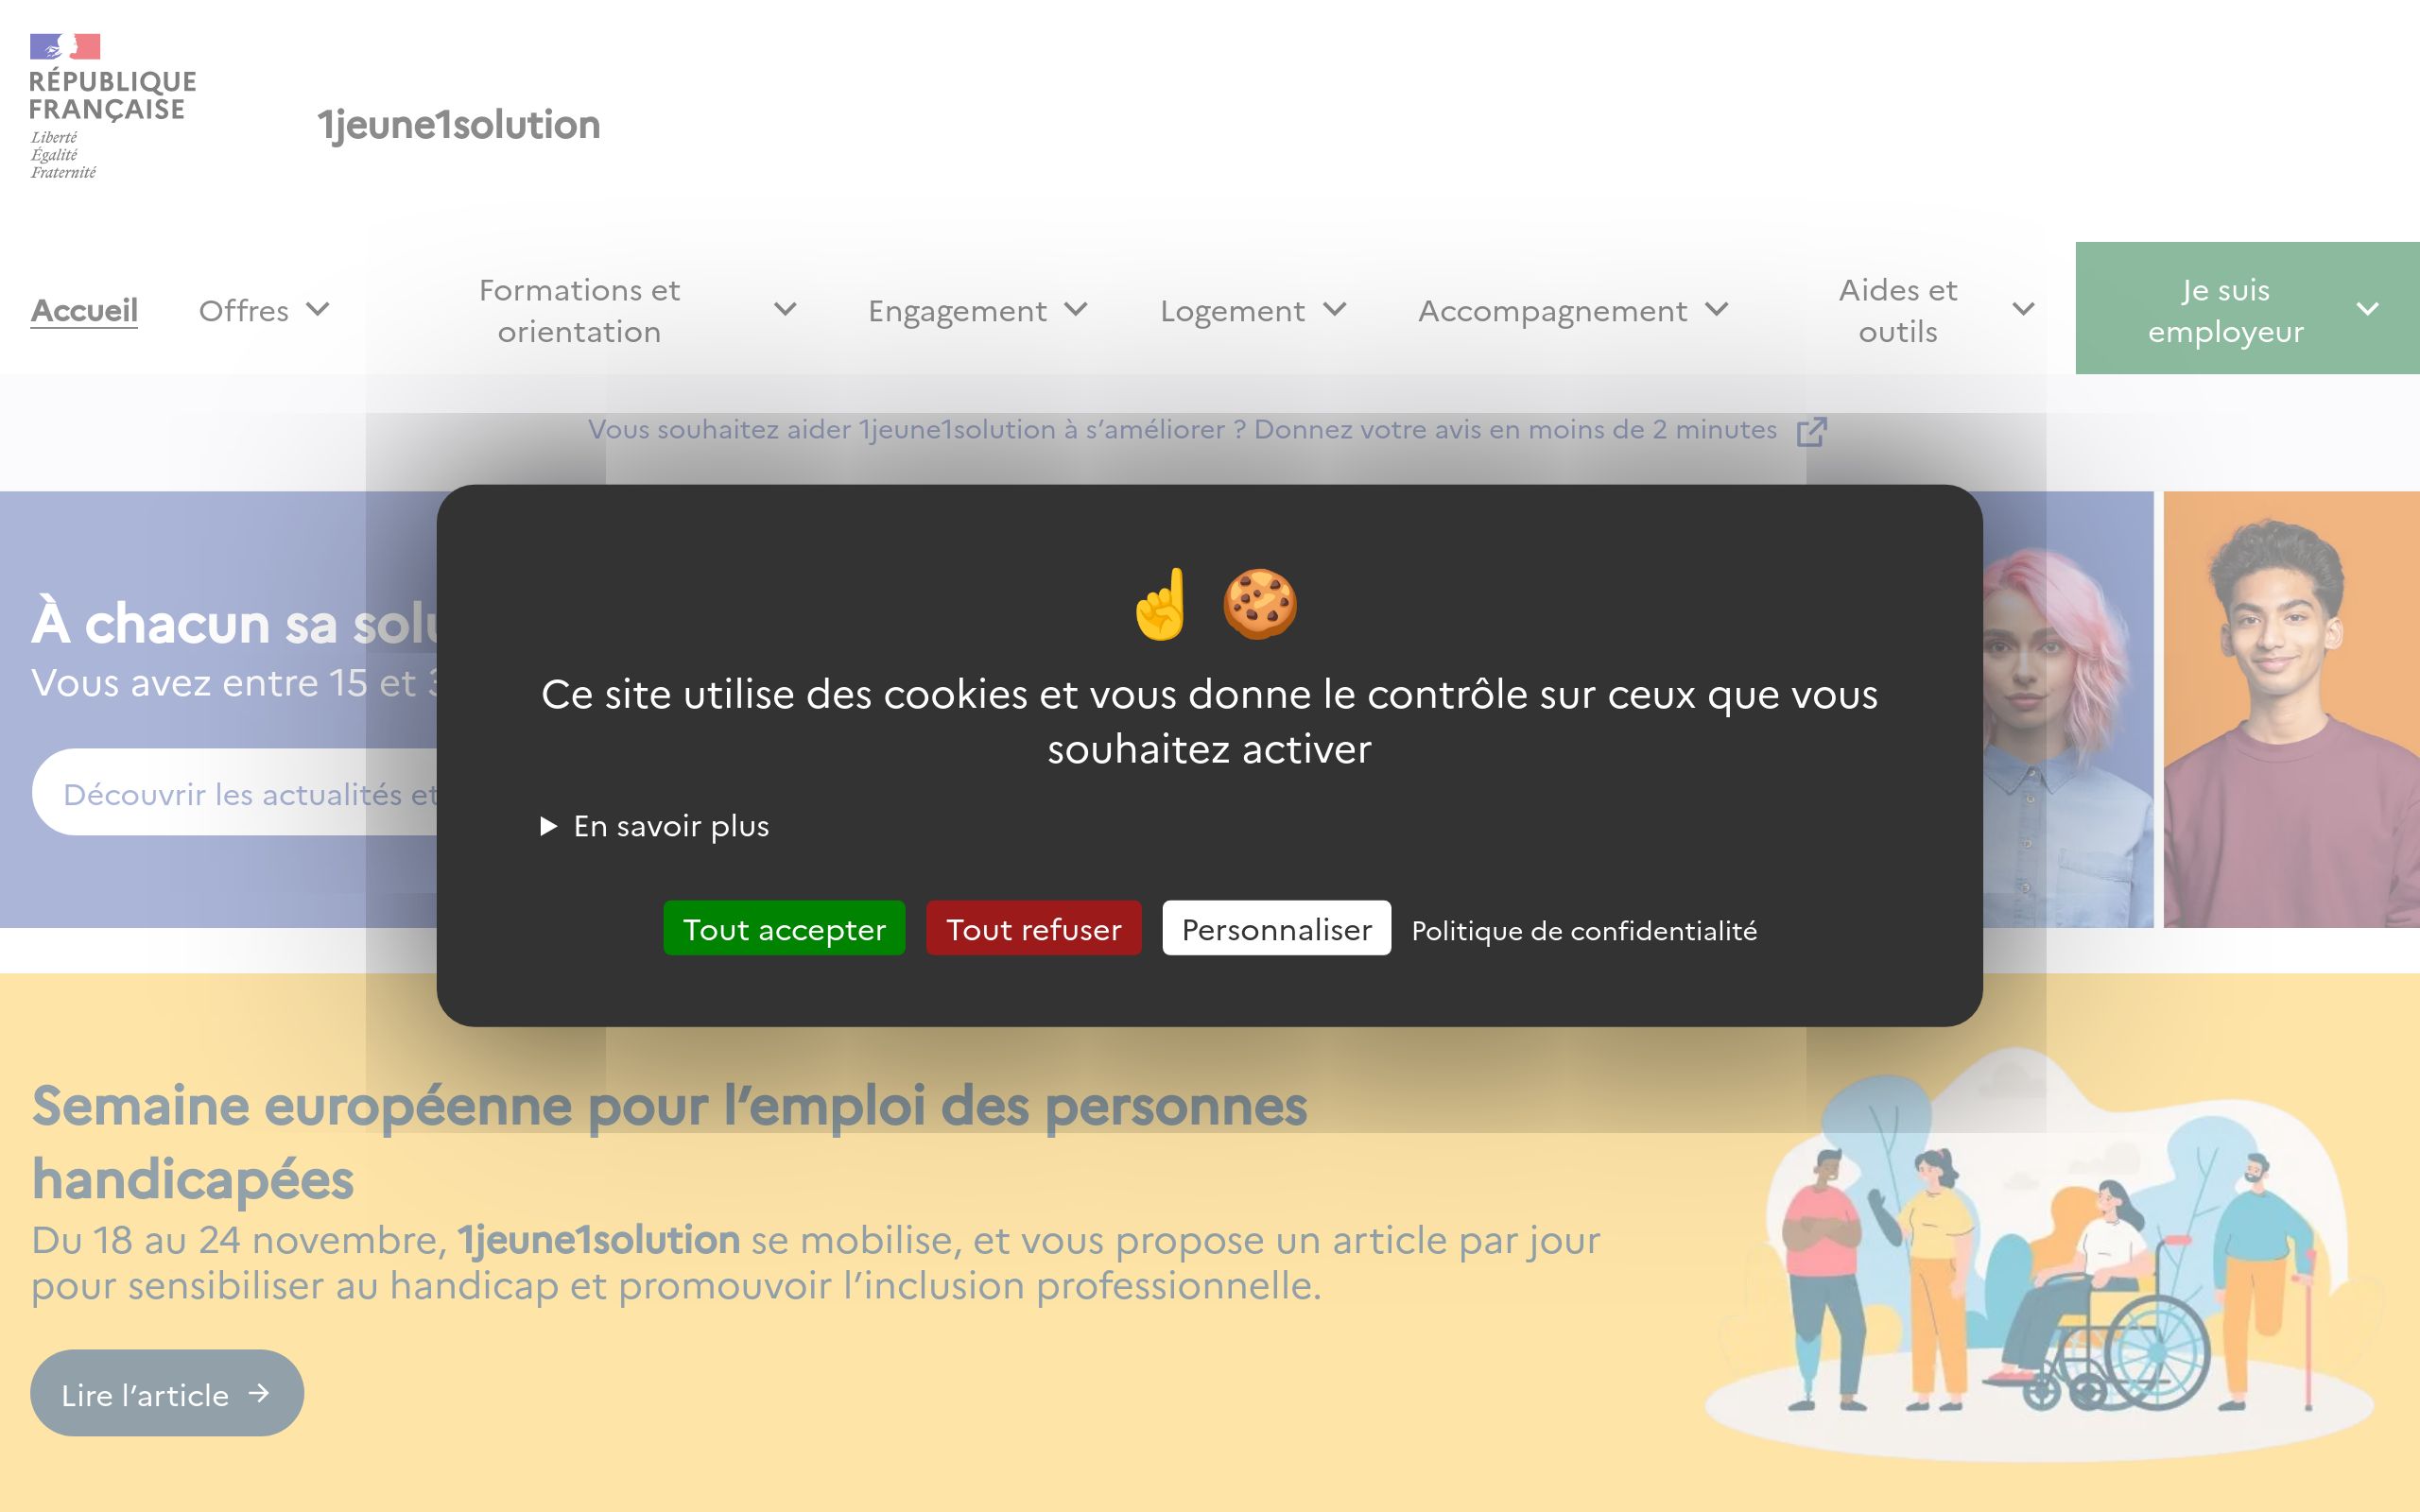 RÉPUBLIQUE
FRANÇAISE
Liberté
Égalité
Fraternité
1jeune1solution
Accueil
Offres
Formations et
orientation
Engagement
Logement
Accompagnement
Aides et
outils
Je suis
employeur
Vous souhaitez aider 1jeune1solution à s’améliorer ? Donnez votre avis en moins de 2 minutes
À chacun sa
Vous avez entre 15 et
Découvrir les actualités et
☝️ 🍪
Ce site utilise des cookies et vous donne le contrôle sur ceux que vous
souhaitez activer
En savoir plus
Tout accepter
Tout refuser
Personnaliser
Politique de confidentialité
Semaine européenne pour l’emploi des personnes
handicapées
Du 18 au 24 novembre, 1jeune1solution se mobilise, et vous propose un article par jour
pour sensibiliser au handicap et promouvoir l’inclusion professionnelle.
Lire l’article